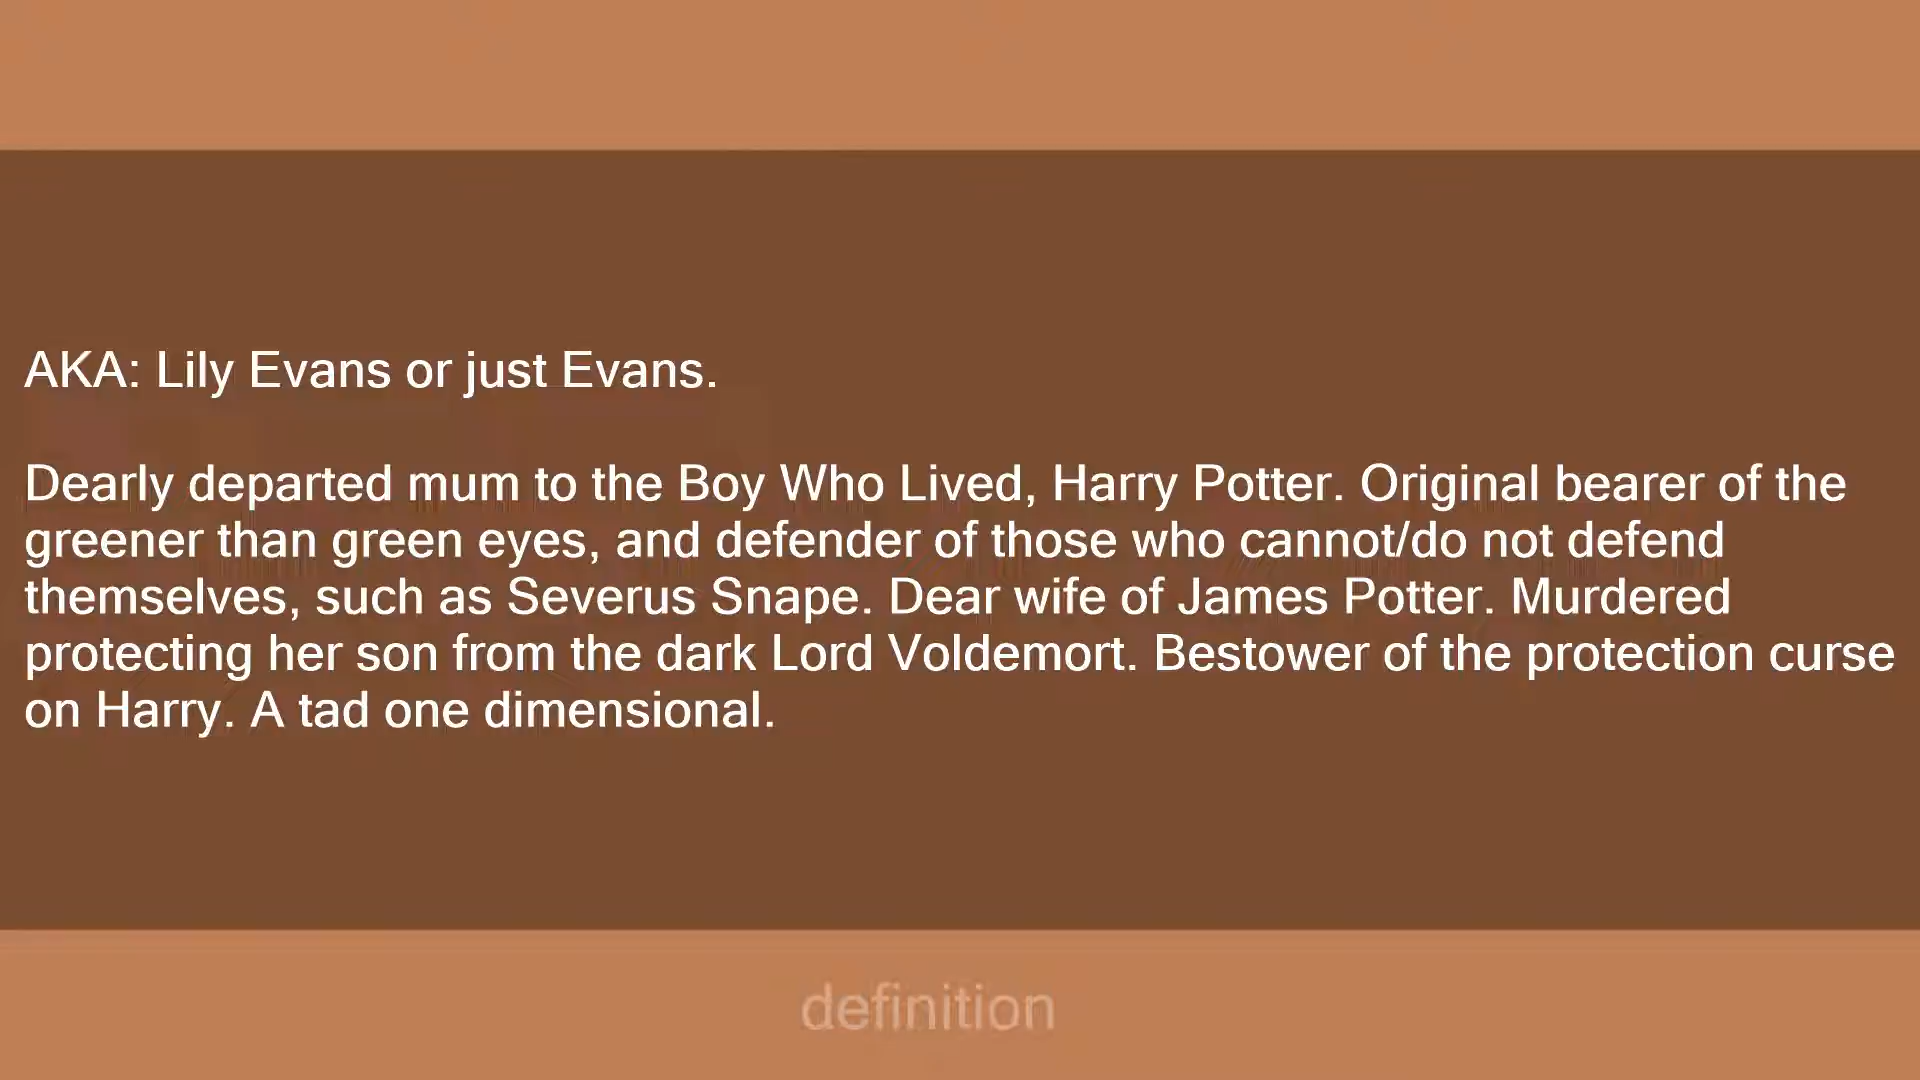 AKA: Lily Evans or just Evans.
Dearly departed mum to the Boy Who Lived, Harry Potter. Original bearer of the
greener than green eyes, and defender of those who cannot/do not defend
themselves, such as Severus Snape. Dear wife of James Potter. Murdered
protecting her son from the dark Lord Voldemort. Bestower of the protection curse
on Harry. A tad one dimensional.
definition